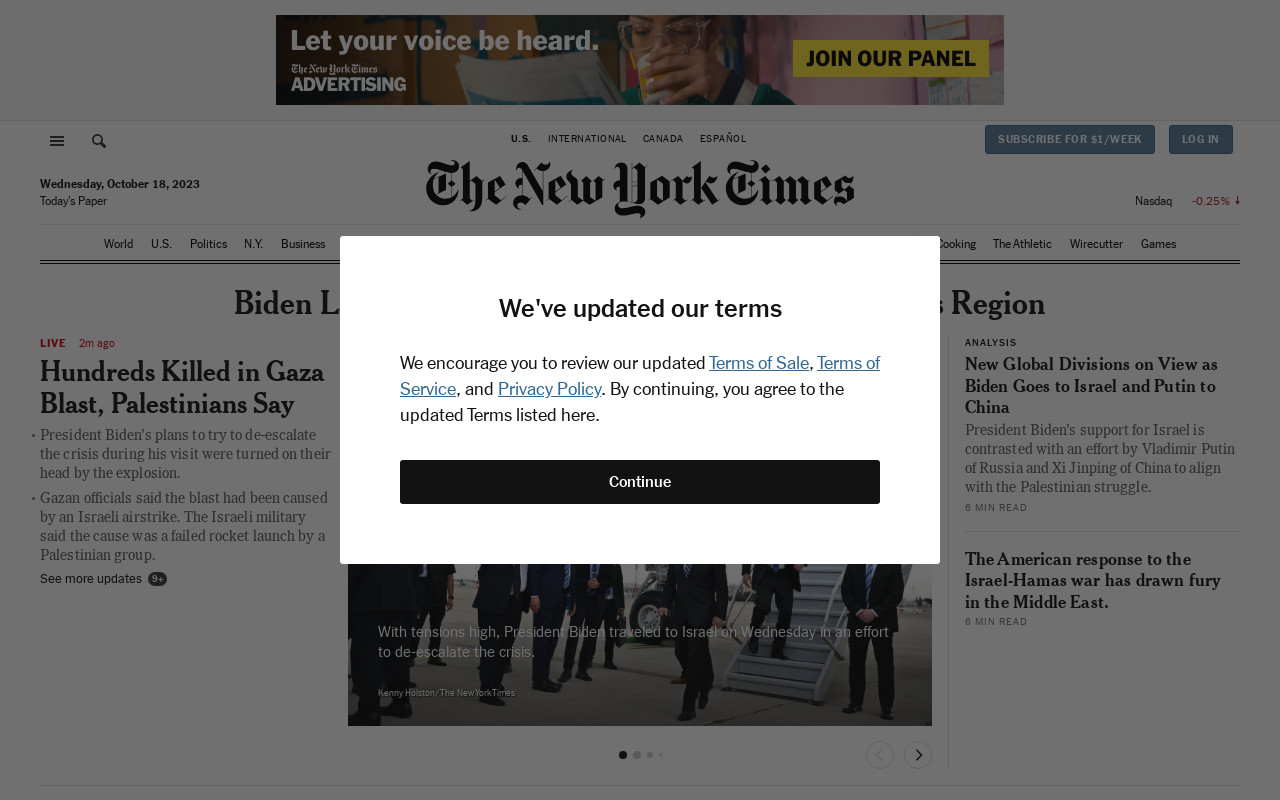 Let your voice be heard.
The New York Times
ADVERTISING
JOIN OUR PANEL
U.S. INTERNATIONAL CANADA ESPAÑOL
SUBSCRIBE FOR $1/WEEK
LOG IN
Wednesday, October 18, 2023
Today's Paper
The New York Times
Nasdaq -0.25%
World U.S. Politics N.Y. Business
Cooking The Athletic Wirecutter Games
Biden
Region
We've updated our terms
We encourage you to review our updated Terms of Sale, Terms of
Service, and Privacy Policy. By continuing, you agree to the
updated Terms listed here.
Continue
LIVE 2m ago
Hundreds Killed in Gaza
Blast, Palestinians Say
• President Biden's plans to try to de-escalate
the crisis during his visit were turned on their
head by the explosion.
• Gazan officials said the blast had been caused
by an Israeli airstrike. The Israeli military
said the cause was a failed rocket launch by a
Palestinian group.
See more updates 9+
With tensions high, President Biden traveled to Israel on Wednesday in an effort
to de-escalate the crisis.
Kenny Holston/The New York Times
ANALYSIS
New Global Divisions on View as
Biden Goes to Israel and Putin to
China
President Biden's support for Israel is
contrasted with an effort by Vladimir Putin
of Russia and Xi Jinping of China to align
with the Palestinian struggle.
6 MIN READ
The American response to the
Israel-Hamas war has drawn fury
in the Middle East.
6 MIN READ